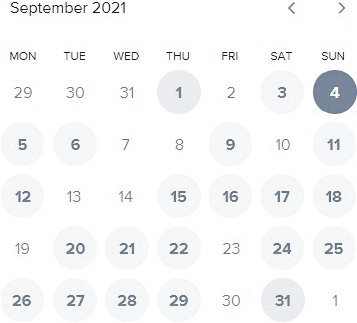 September 2021
MON TUE WED THU FRI SAT SUN
29 30 31 1 2 3 4
5 6 7 8 9 10 11
12 13 14 15 16 17 18
19 20 21 22 23 24 25
26 27 28 29 30 31 1